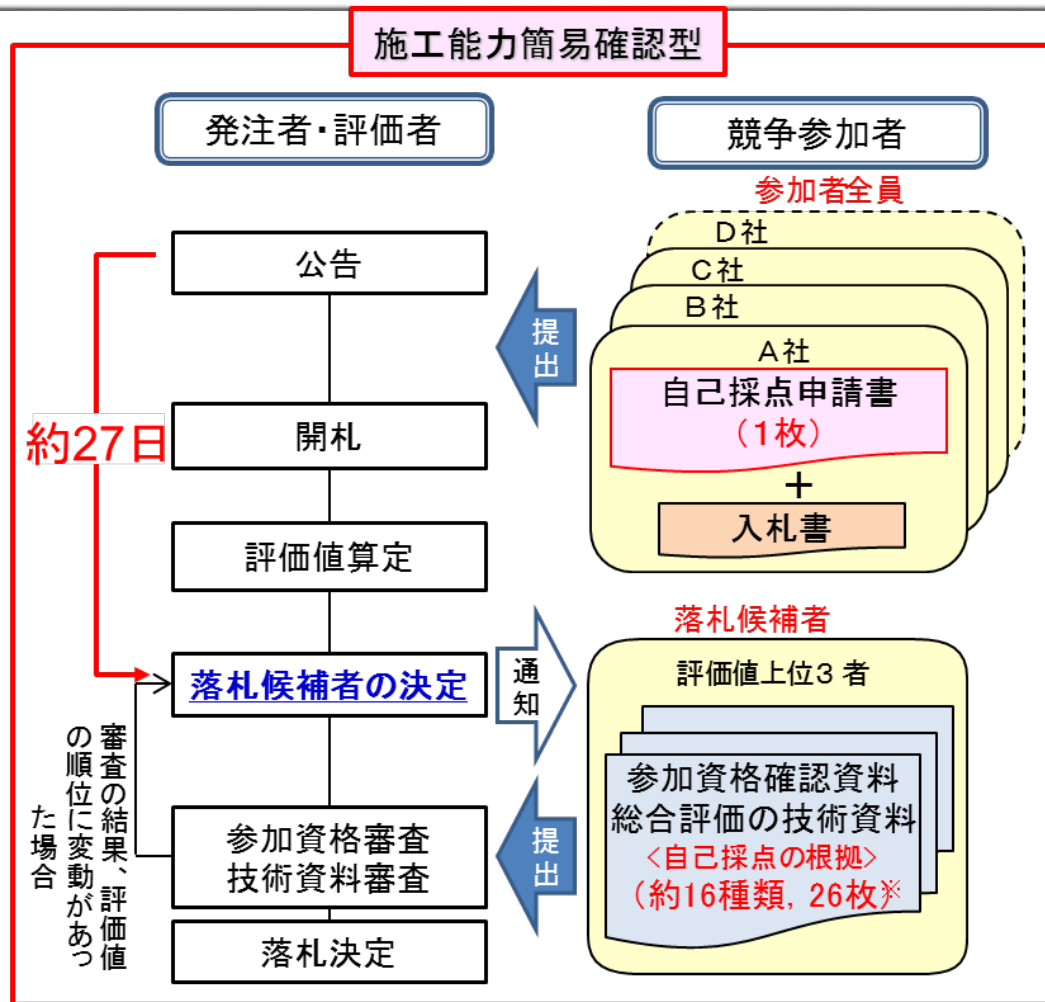 施工能力簡易確認型
発注者・評価者
競争参加者
参加者全員
D社
C社
B社
A社
自己採点申請書
(1枚)
+
入札書
提出
公告
約27日
開札
評価値算定
落札候補者の決定
通知
落札候補者
評価値上位3者
参加資格確認資料
総合評価の技術資料
<自己採点の根拠>
(約16種類, 26枚)※
提出
審査の結果、評価値
の順位に変動があっ
た場合
参加資格審査
技術資料審査
落札決定